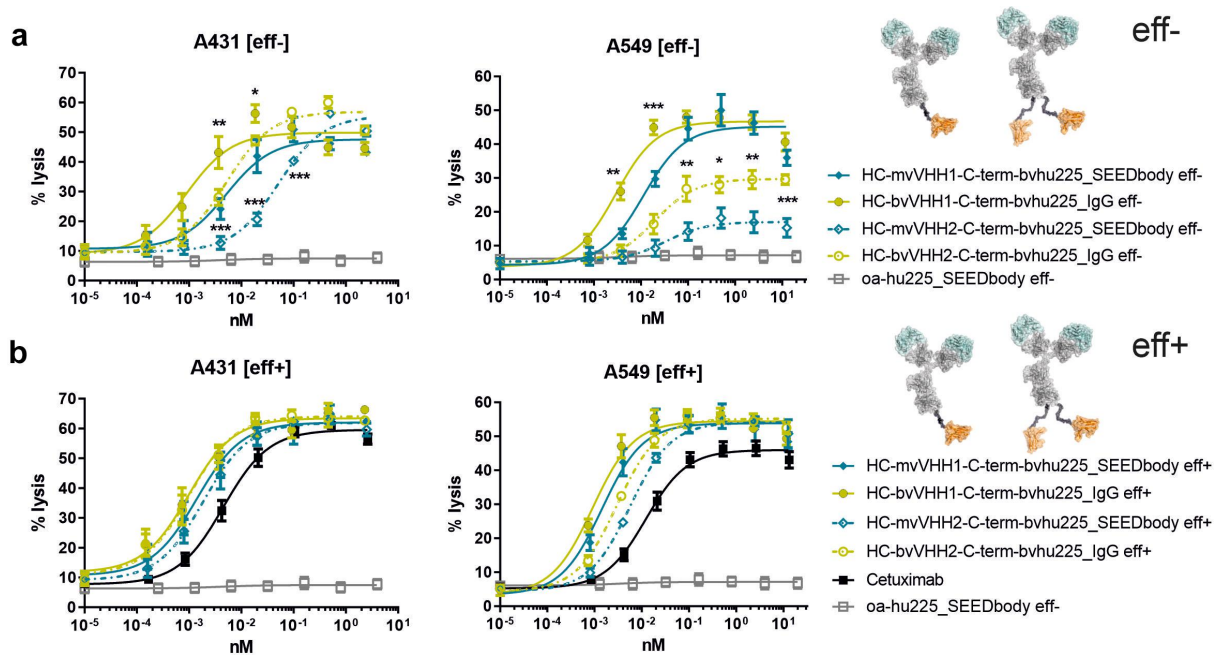 a
A431 [eff-]
% lysis
70
60
50
40
30
20
10
0
** * *** *** ***
10-5 10-4 10-3 10-2 10-1 100 101
nM
A549 [eff-]
% lysis
60
50
40
30
20
10
0
** *** ** * ** ***
10-5 10-4 10-3 10-2 10-1 100 101
nM
eff-
HC-mvVHH1-C-term-bvhu225_SEEDbody eff-
HC-bvVHH1-C-term-bvhu225_IgG eff-
HC-mvVHH2-C-term-bvhu225_SEEDbody eff-
HC-bvVHH2-C-term-bvhu225_IgG eff-
oa-hu225_SEEDbody eff-
b
A431 [eff+]
% lysis
70
60
50
40
30
20
10
0
10-5 10-4 10-3 10-2 10-1 100 101
nM
A549 [eff+]
% lysis
60
50
40
30
20
10
0
10-5 10-4 10-3 10-2 10-1 100 101
nM
eff+
HC-mvVHH1-C-term-bvhu225_SEEDbody eff+
HC-bvVHH1-C-term-bvhu225_IgG eff+
HC-mvVHH2-C-term-bvhu225_SEEDbody eff+
HC-bvVHH2-C-term-bvhu225_IgG eff+
Cetuximab
oa-hu225_SEEDbody eff-